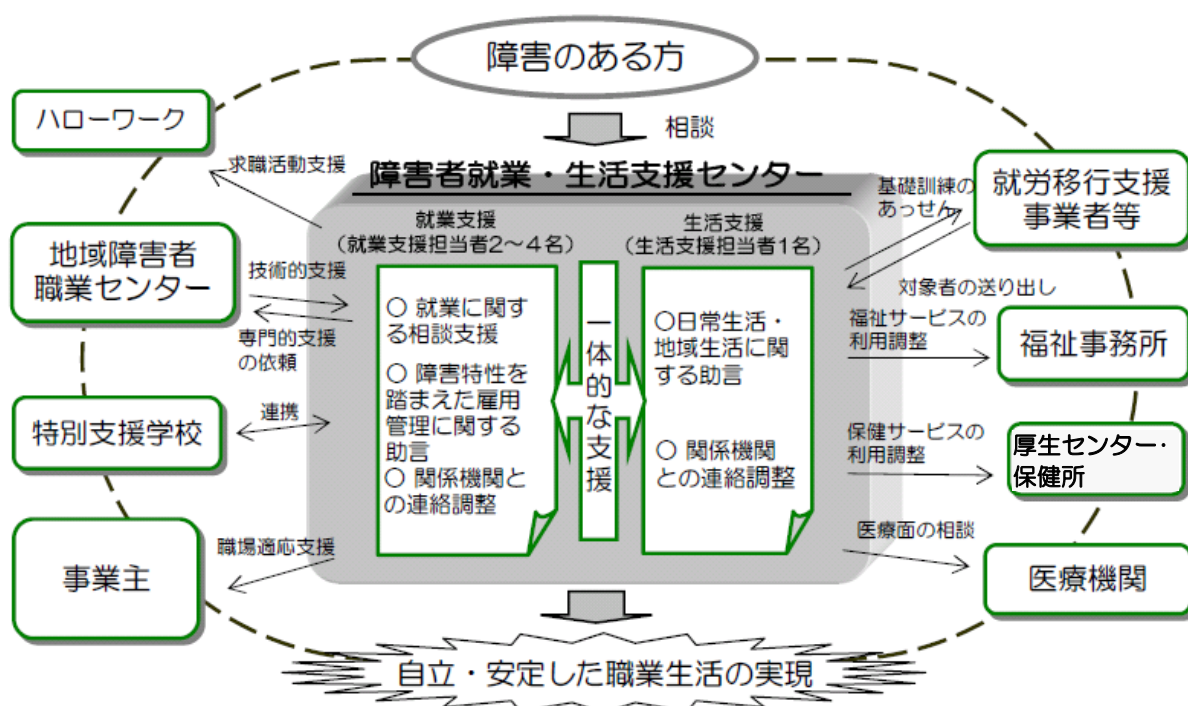 障害のある方
相談
ハローワーク
求職活動支援
障害者就業・生活支援センター
基礎訓練の
あっせん
就労移行支援
事業者等
対象者の送り出し
地域障害者
職業センター
技術的支援
専門的支援
の依頼
就業支援
(就業支援担当者2～4名)
生活支援
(生活支援担当者1名)
○ 就業に関す
る相談支援
○ 障害特性を
踏まえた雇用
管理に関する
助言
○ 関係機関と
の連絡調整
一体的な支援
○日常生活・
地域生活に関
する助言
○ 関係機関
との連絡調整
福祉サービスの
利用調整
福祉事務所
特別支援学校
連携
保健サービスの
利用調整
厚生センター・
保健所
事業主
職場適応支援
医療面の相談
医療機関
自立・安定した職業生活の実現